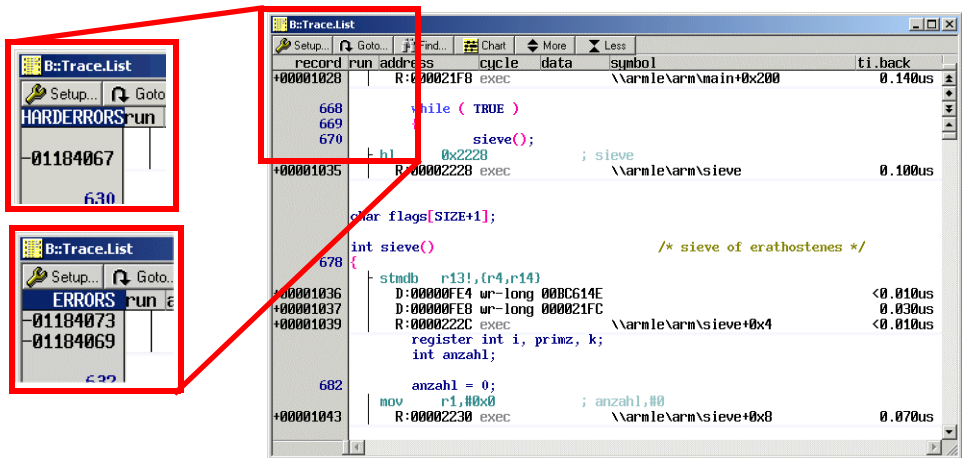 B::Trace.List
Setup... Goto
HARDERRORS run
-01184067
630
B::Trace.List
Setup... Goto..
ERRORS run a
-01184073
-01184069
632
B::Trace.List
Setup... Goto... Find... Chart More Less
record run address cycle data symbol ti.back
+00001028 R:000021F8 exec \\armle\arm\main+0x200 0.140us
668 while ( TRUE )
669 {
670 sieve();
bl 0x2228 ; sieve
+00001035 R:00002228 exec \\armle\arm\sieve 0.100us
char flags[SIZE+1];
int sieve() /* sieve of erathostenes */
678 {
stmdb r13!,{r4,r14}
+00001036 D:00000FE4 wr-long 00BC614E <0.010us
+00001037 D:00000FE8 wr-long 000021FC 0.030us
+00001039 R:0000222C exec \\armle\arm\sieve+0x4 <0.010us
register int i, primz, k;
int anzahl;
682 anzahl = 0;
mov r1,#0x0 ; anzahl,#0
+00001043 R:00002230 exec \\armle\arm\sieve+0x8 0.070us